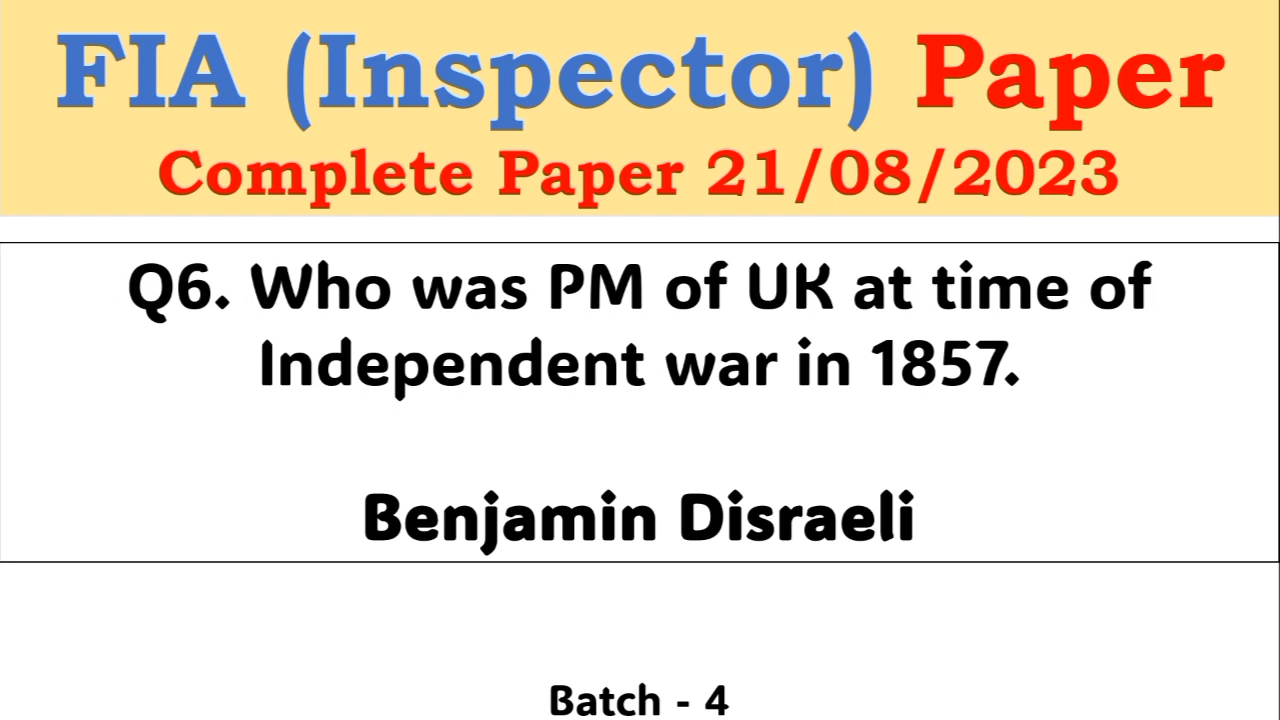 FIA (Inspector) Paper
Complete Paper 21/08/2023
Q6. Who was PM of UK at time of
Independent war in 1857.
Benjamin Disraeli
Batch - 4